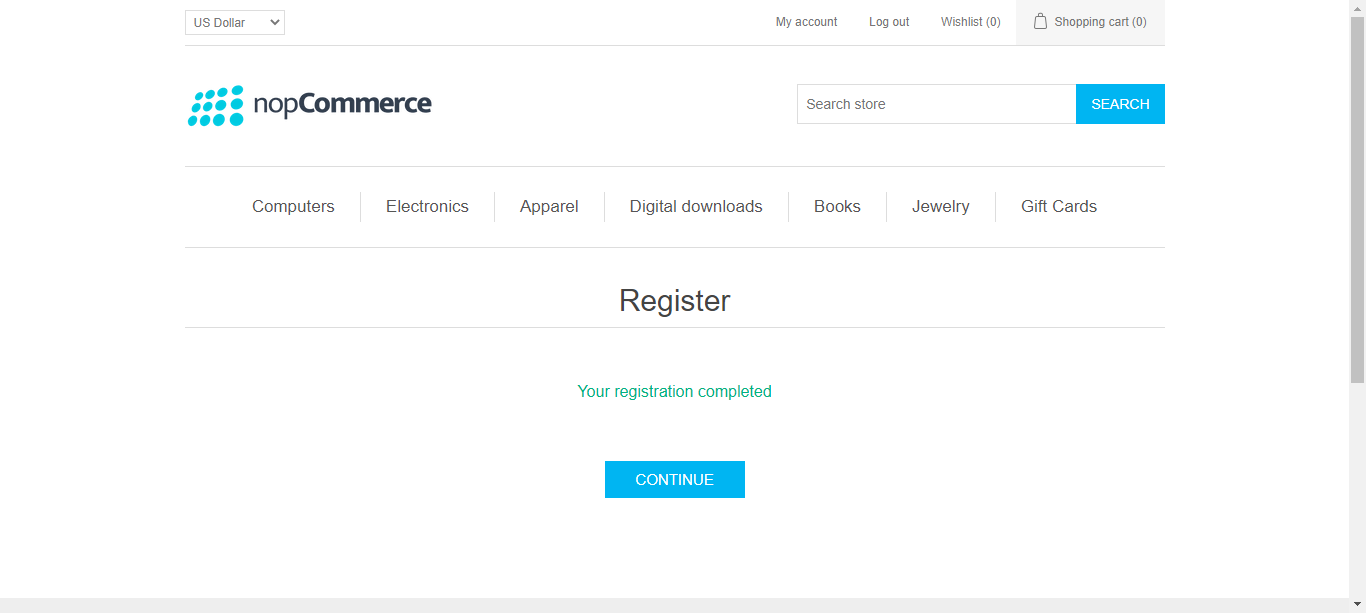 US Dollar My account Log out Wishlist (0) Shopping cart (0)
nopCommerce Search store SEARCH
Computers Electronics Apparel Digital downloads Books Jewelry Gift Cards
Register
Your registration completed
CONTINUE